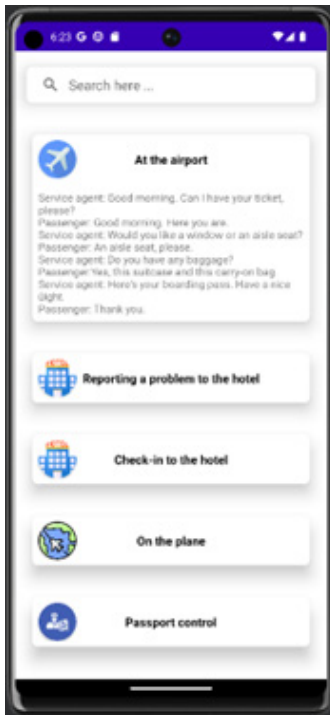 6:23 G
Search here ...
At the airport
Service agent: Good morning. Can I have your ticket,
please?
Passenger: Good morning. Here you are.
Service agent: Would you like a window or an aisle seat?
Passenger: An aisle seat, please.
Service agent: Do you have any baggage?
Passenger:Yes, this suitcase and this carry-on bag
Service agent: Here's your boarding pass. Have a nice
Passenger: Thank you.
Reporting a problem to the hotel
Check-in to the hotel
On the plane
Passport control